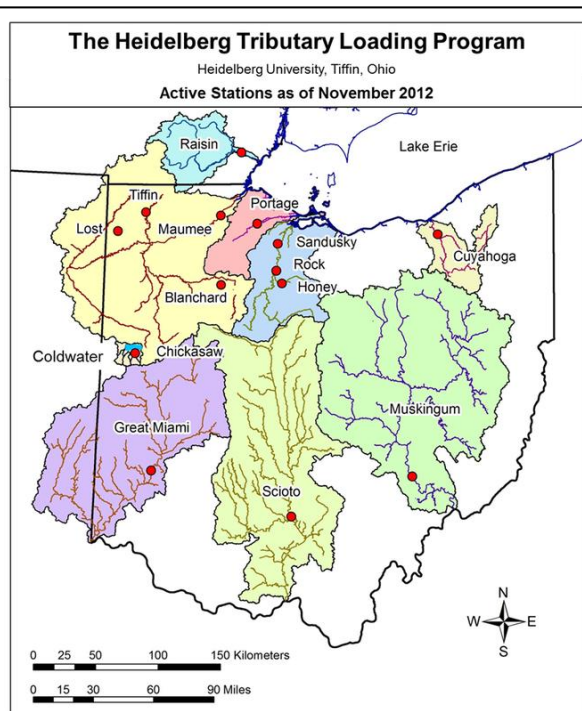 The Heidelberg Tributary Loading Program
Heidelberg University, Tiffin, Ohio
Active Stations as of November 2012
Raisin
Lake Erie
Tiffin
Portage
Lost
Maumee
Sandusky
Cuyahoga
Rock
Honey
Blanchard
Coldwater
Chickasaw
Great Miami
Muskingum
Scioto
N
W E
S
0 25 50 100 150 Kilometers
0 15 30 60 90 Miles